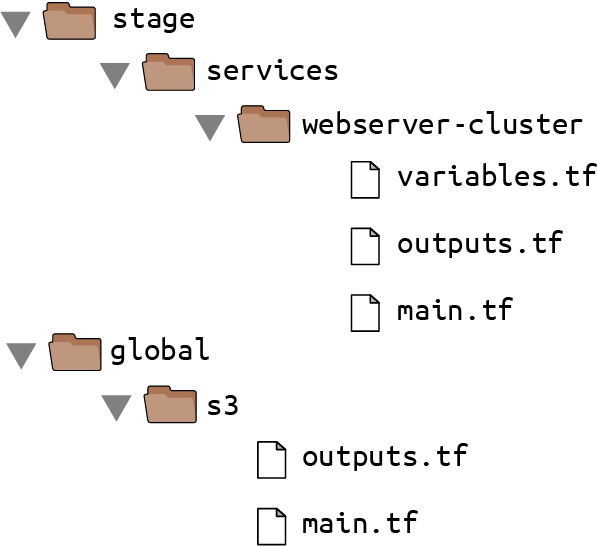 stage
services
webserver-cluster
variables.tf
outputs.tf
main.tf
global
s3
outputs.tf
main.tf